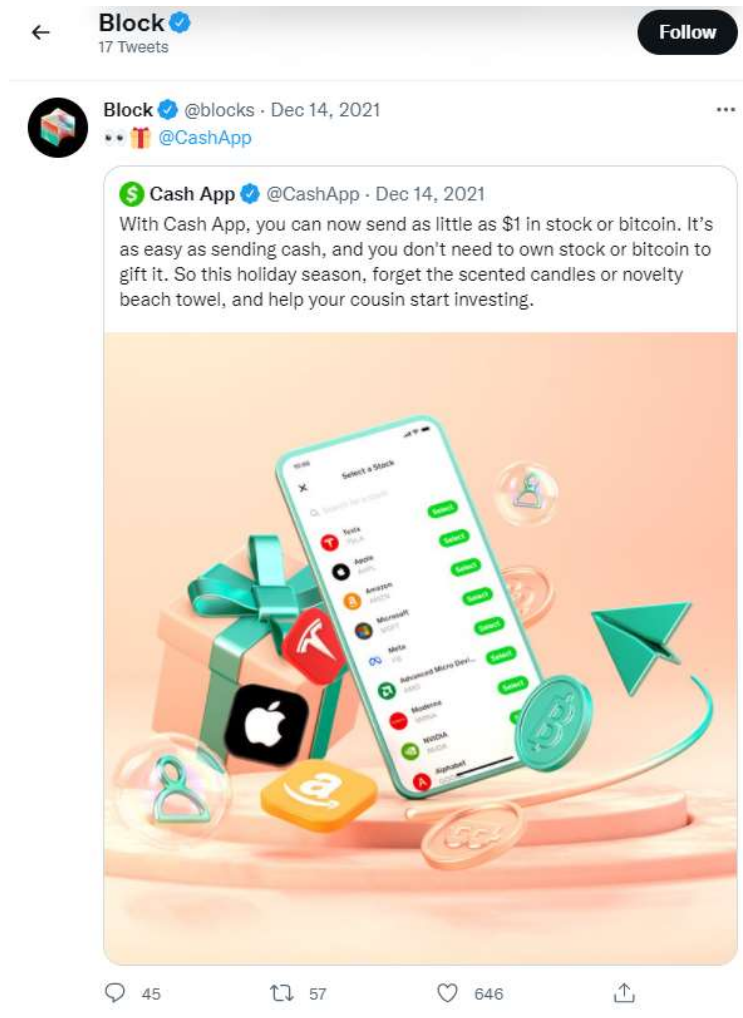 Block
17 Tweets
Follow
Block @blocks · Dec 14, 2021
👀🎁 @CashApp
Cash App @CashApp · Dec 14, 2021
With Cash App, you can now send as little as $1 in stock or bitcoin. It's
as easy as sending cash, and you don't need to own stock or bitcoin to
gift it. So this holiday season, forget the scented candles or novelty
beach towel, and help your cousin start investing.
Select a Stock
Tesla
Select
Apple
Select
Amazon
Select
Microsoft
Select
Meta
Select
Advanced Micro Devi...
Select
Moderna
Select
NVIDIA
Alphabet
45
57
646